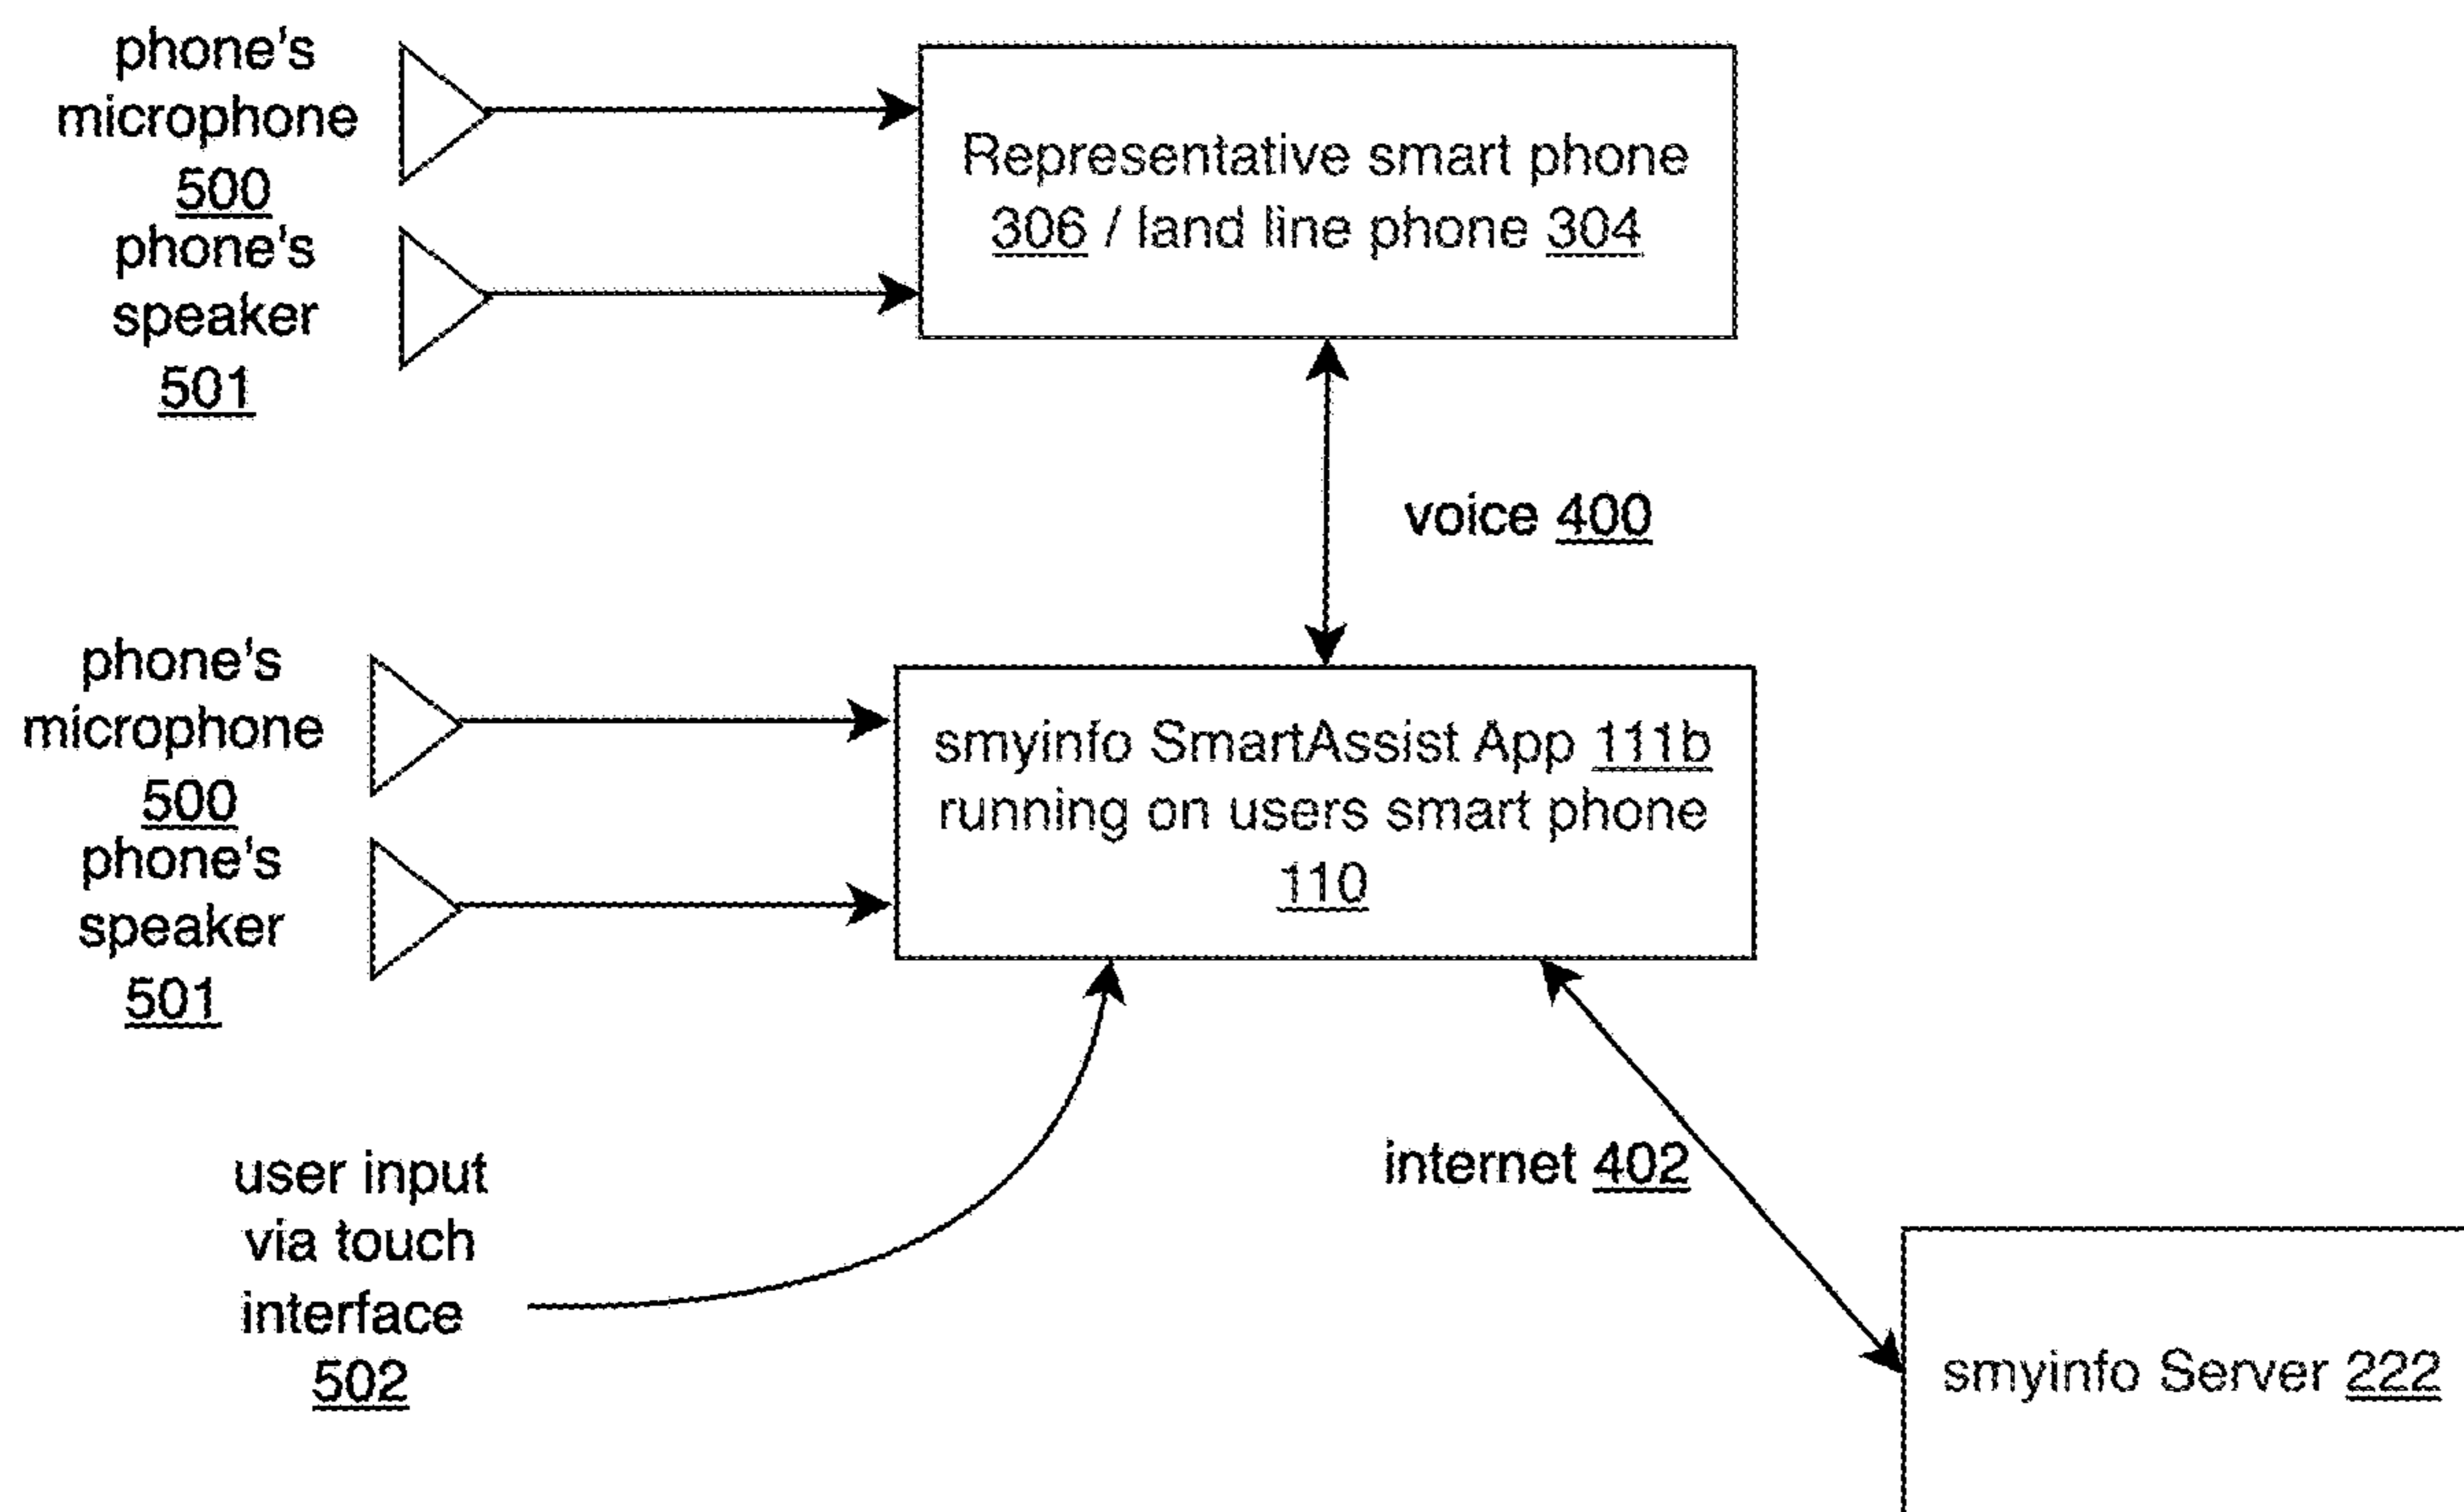 phone's
microphone
500
phone's
speaker
501
Representative smart phone
306 / land line phone 304
voice 400
phone's
microphone
500
phone's
speaker
501
smyinfo SmartAssist App 111b
running on users smart phone
110
user input
via touch
interface
502
internet 402
smyinfo Server 222